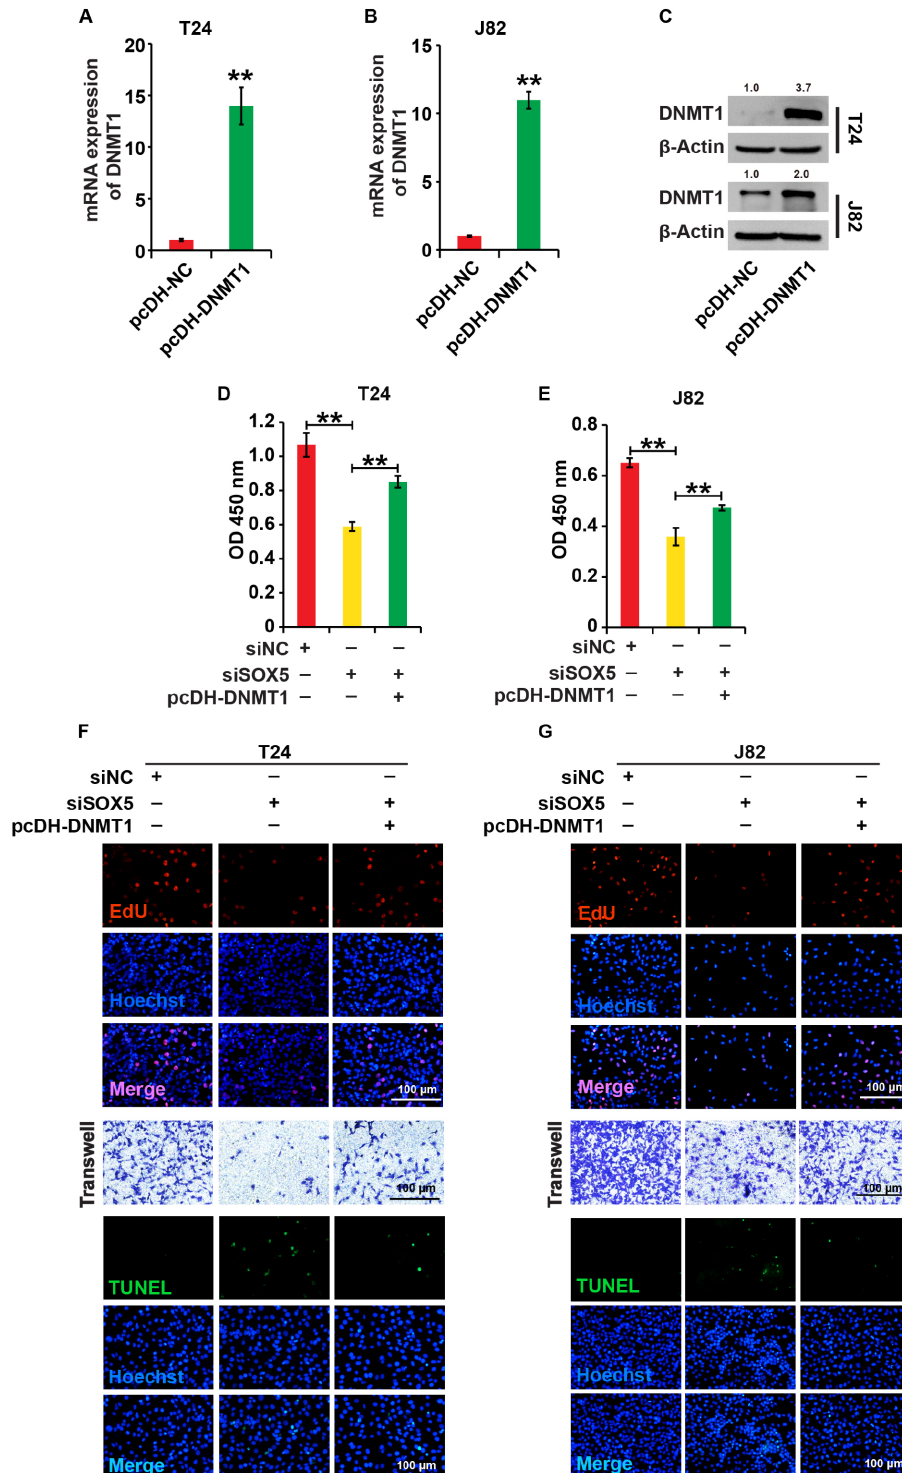 A
T24
mRNA expression
of DNMT1
20
15
10
5
0
**
pcDH-NC
pcDH-DNMT1
B
J82
mRNA expression
of DNMT1
15
10
5
0
**
pcDH-NC
pcDH-DNMT1
C
1.0 3.7
DNMT1
β-Actin
T24
1.0 2.0
DNMT1
β-Actin
J82
pcDH-NC
pcDH-DNMT1
D
T24
OD 450 nm
1.2
1.0
0.8
0.6
0.4
0.2
0
**
**
siNC + – –
siSOX5 – + +
pcDH-DNMT1 – – +
E
J82
OD 450 nm
0.8
0.6
0.4
0.2
0
**
**
siNC + – –
siSOX5 – + +
pcDH-DNMT1 – – +
F
T24
siNC + – –
siSOX5 – + +
pcDH-DNMT1 – – +
EdU
Hoechst
Merge
100 µm
Transwell
100 µm
TUNEL
Hoechst
Merge
100 µm
G
J82
siNC + – –
siSOX5 – + +
pcDH-DNMT1 – – +
EdU
Hoechst
Merge
100 µm
Transwell
100 µm
TUNEL
Hoechst
Merge
100 µm